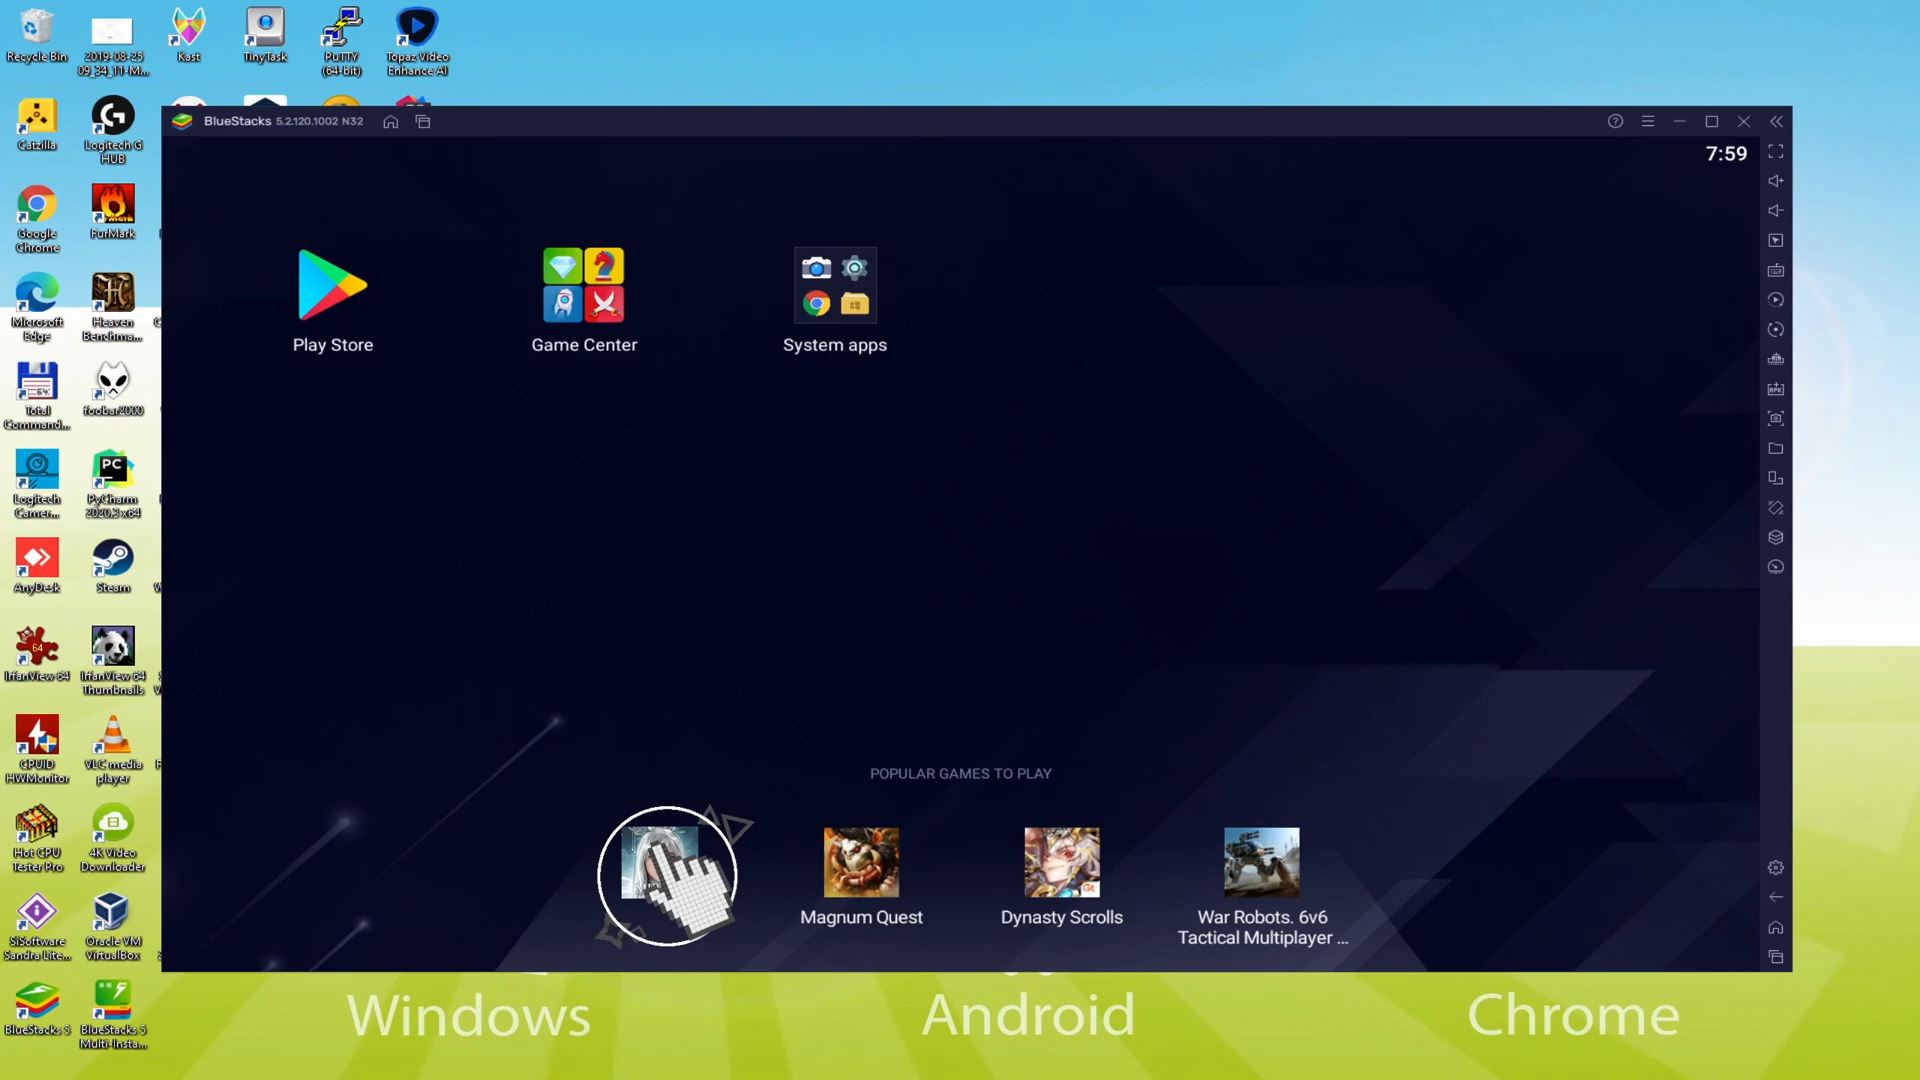 Recycle Bin
2019-08-25
09_34_11-M...
Kast
TinyTask
PuTTY
(64-bit)
Topaz Video
Enhance AI
Catzilla
Logitech G
HUB
BlueStacks 5.2.120.1002 N32
7:59
Google
Chrome
FurMark
Play Store
Game Center
System apps
Microsoft
Edge
Heaven
Benchma...
Total
Command...
foobar2000
Logitech
Camer...
PC
PyCharm
2020.3 x64
AnyDesk
Steam
64
IrfanView 64
IrfanView 64
Thumbnails
CPUID
HWMonitor
VLC media
player
POPULAR GAMES TO PLAY
Hot CPU
Tester Pro
4K Video
Downloader
Magnum Quest
Dynasty Scrolls
War Robots. 6v6
Tactical Multiplayer ...
SiSoftware
Sandra Lite...
Oracle VM
VirtualBox
BlueStacks 5
BlueStacks 5
Multi-Insta...
Windows
Android
Chrome